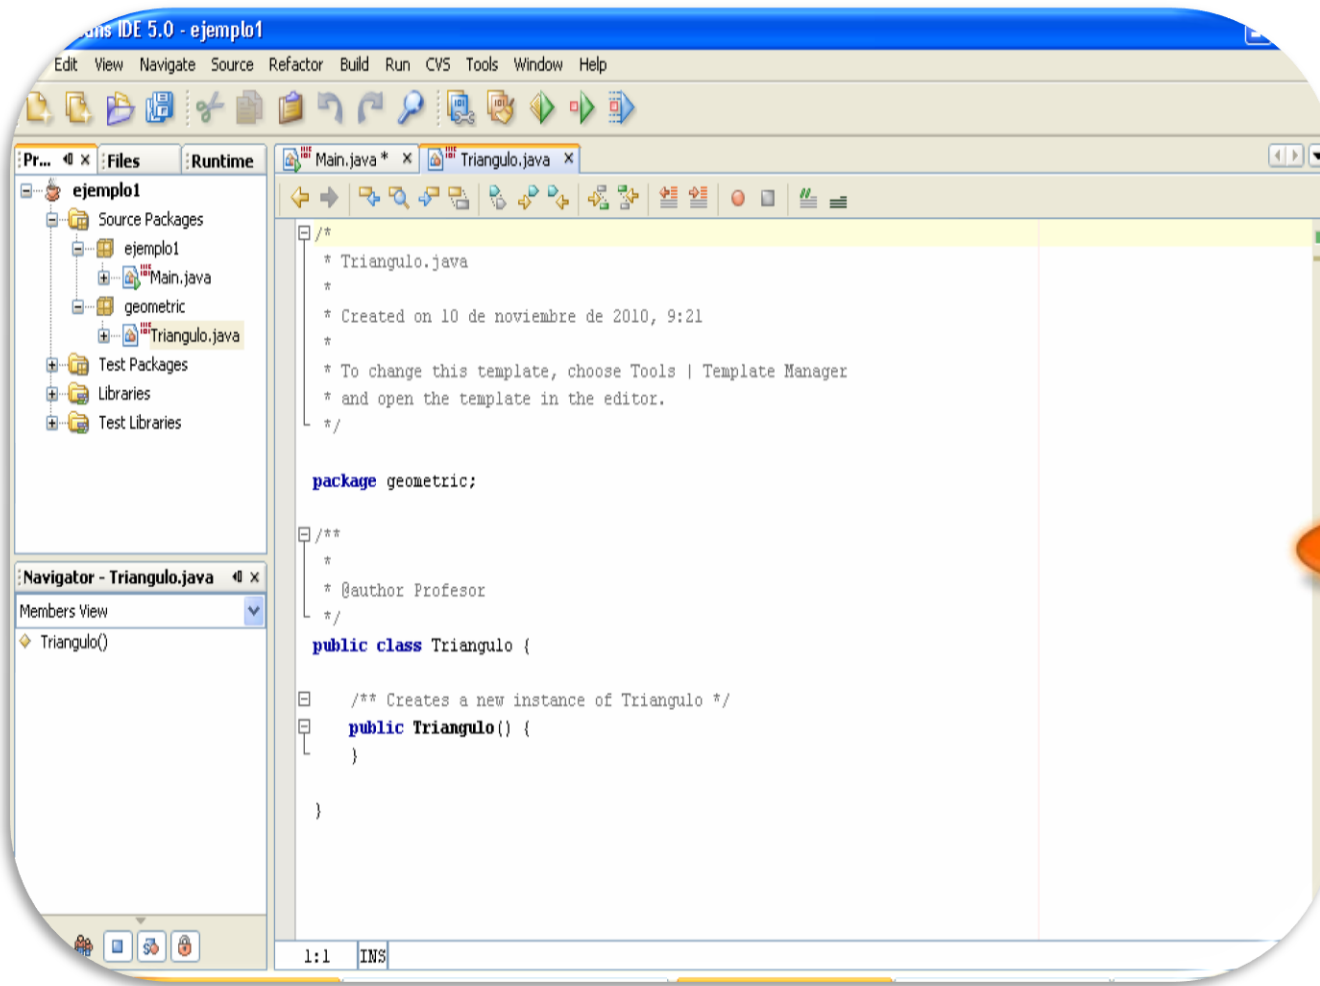 IDE 5.0 - ejemplo1
Edit View Navigate Source Refactor Build Run CVS Tools Window Help
Pr... Files Runtime
Main.java * Triangulo.java
ejemplo1
Source Packages
ejemplo1
Main.java
geometric
Triangulo.java
Test Packages
Libraries
Test Libraries
Navigator - Triangulo.java
Members View
Triangulo()
/*
* Triangulo.java
*
* Created on 10 de noviembre de 2010, 9:21
*
* To change this template, choose Tools | Template Manager
* and open the template in the editor.
*/
package geometric;
/**
*
* @author Profesor
*/
public class Triangulo {
/** Creates a new instance of Triangulo */
public Triangulo() {
}
}
1:1 INS